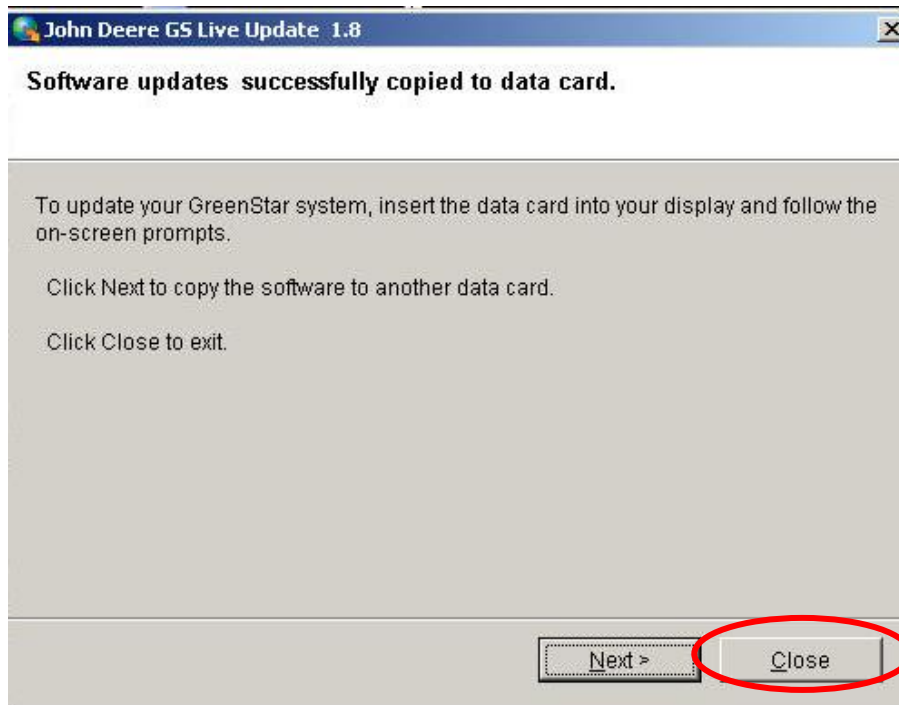 John Deere GS Live Update 1.8
Software updates successfully copied to data card.
To update your GreenStar system, insert the data card into your display and follow the
on-screen prompts.
Click Next to copy the software to another data card.
Click Close to exit.
Next >
Close